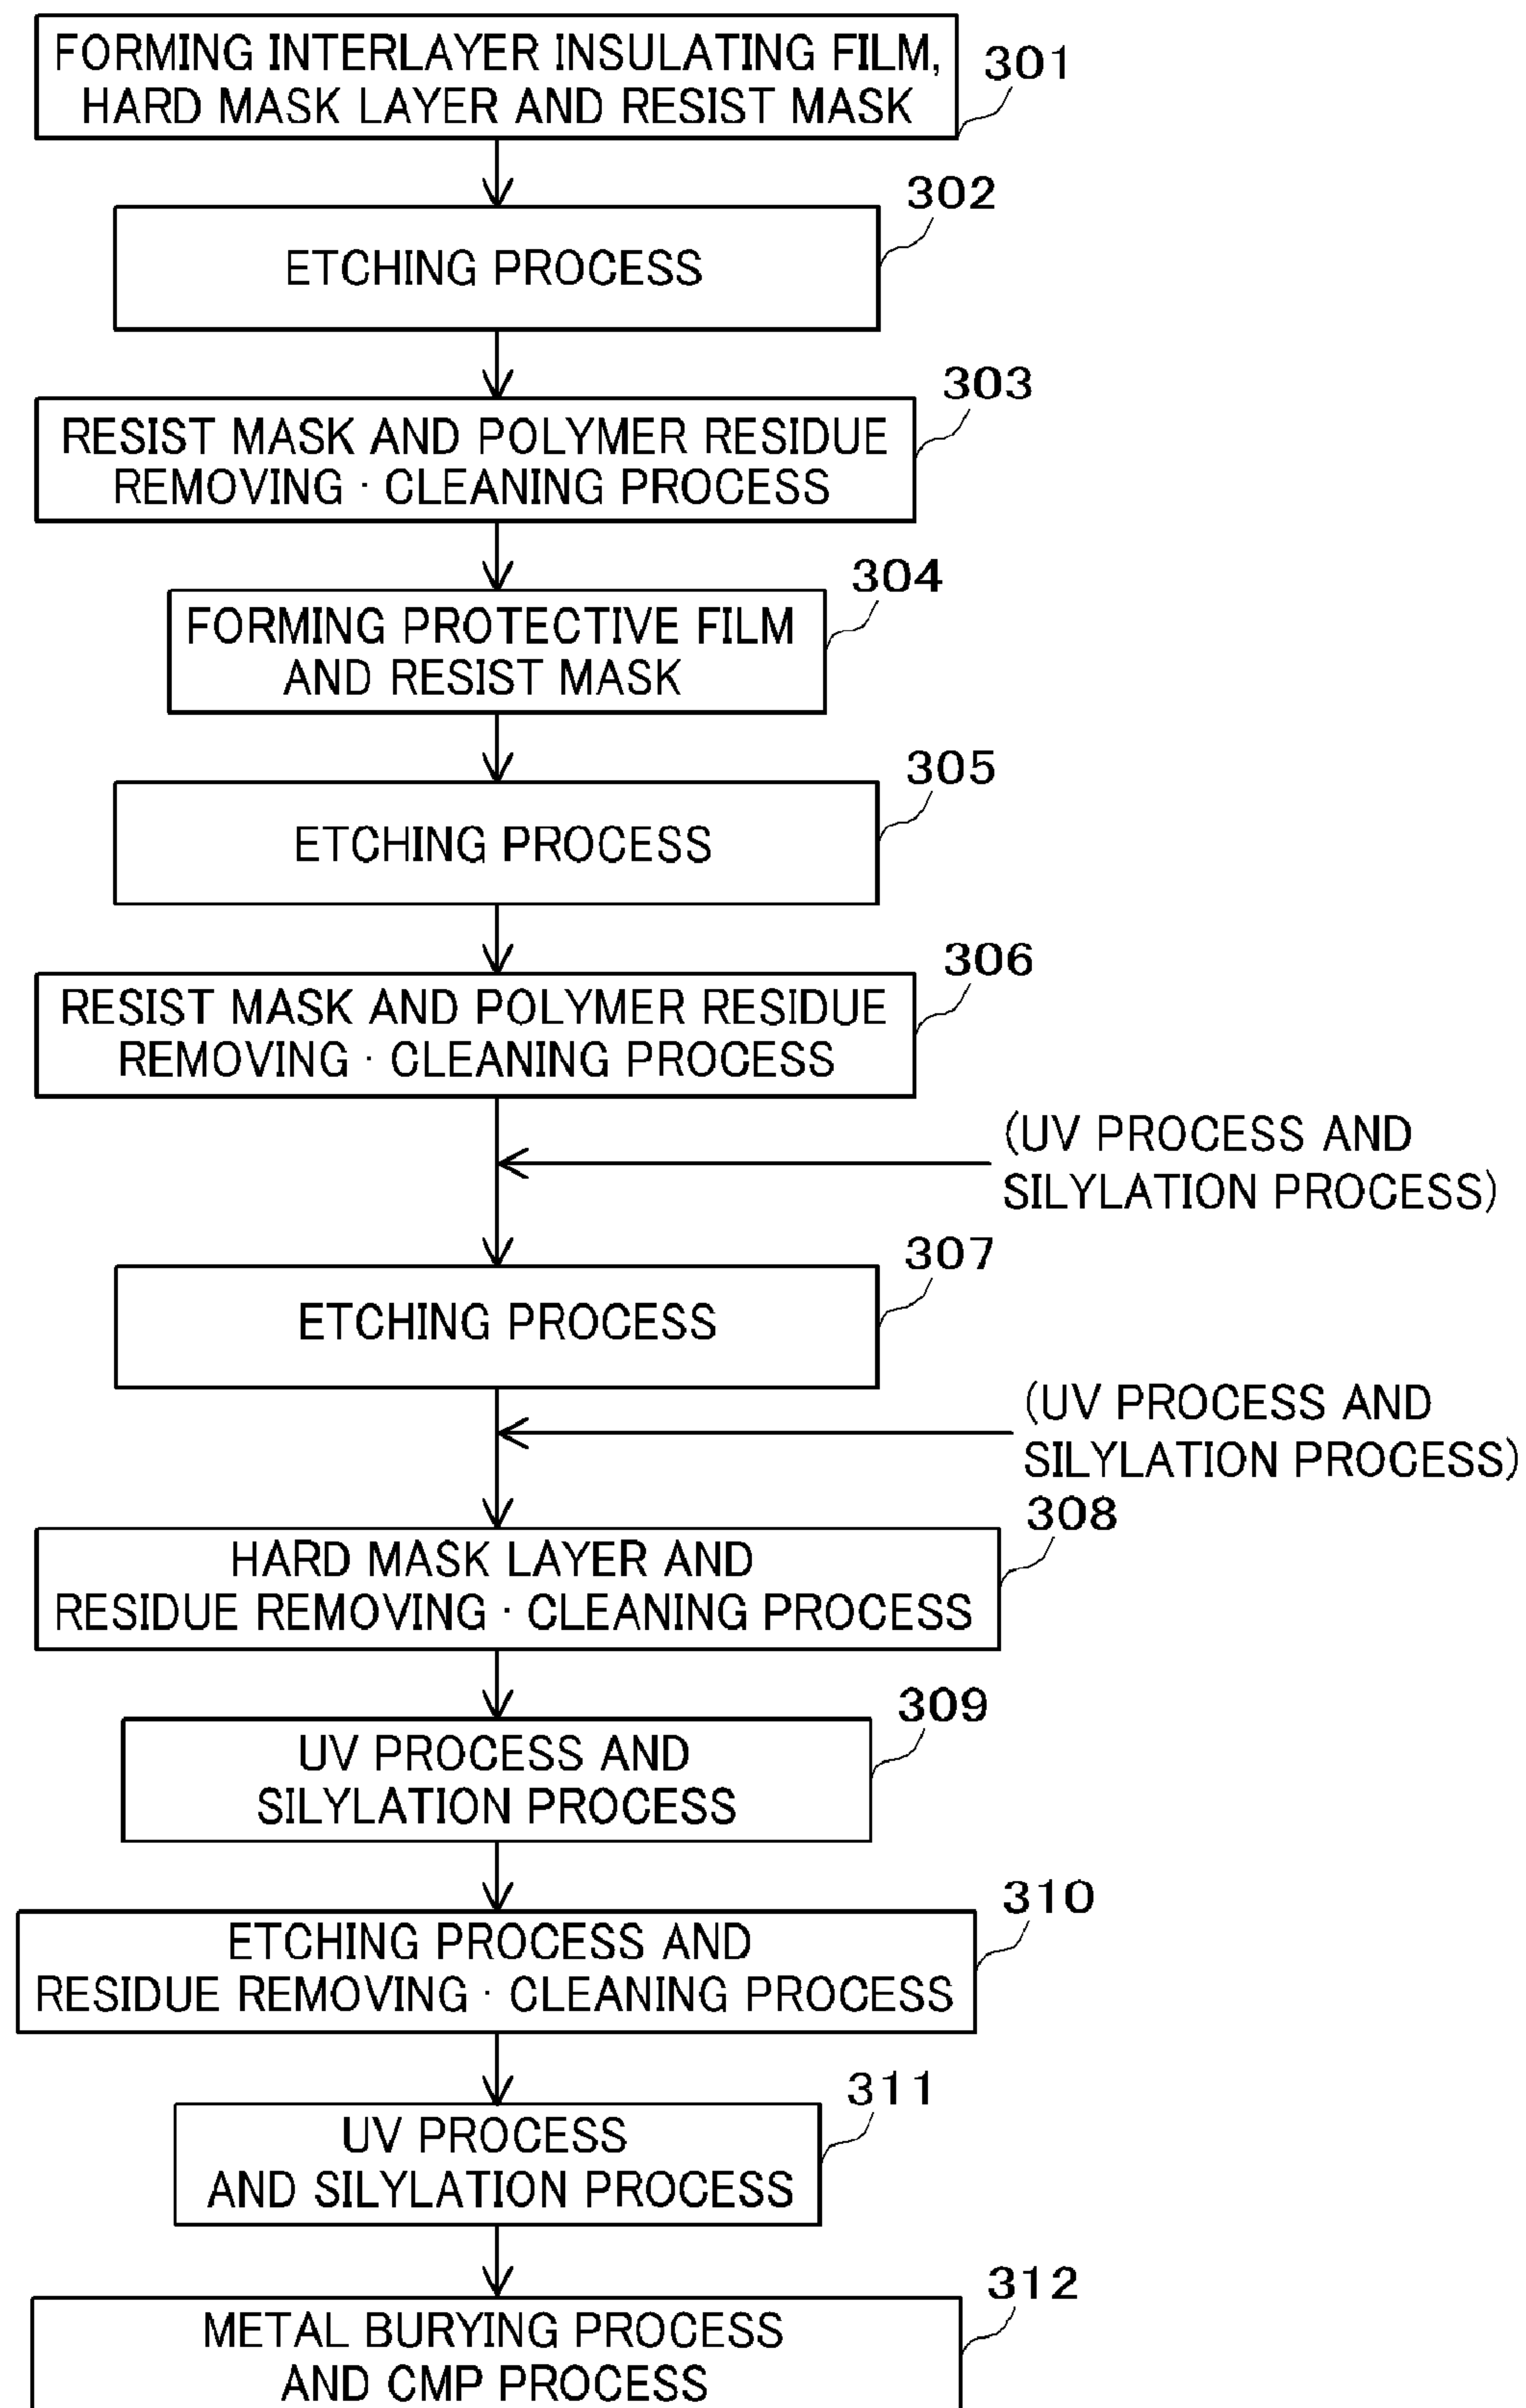 FORMING INTERLAYER INSULATING FILM,
HARD MASK LAYER AND RESIST MASK
301
302
ETCHING PROCESS
303
RESIST MASK AND POLYMER RESIDUE
REMOVING · CLEANING PROCESS
304
FORMING PROTECTIVE FILM
AND RESIST MASK
305
ETCHING PROCESS
306
RESIST MASK AND POLYMER RESIDUE
REMOVING · CLEANING PROCESS
(UV PROCESS AND
SILYLATION PROCESS)
307
ETCHING PROCESS
(UV PROCESS AND
SILYLATION PROCESS)
308
HARD MASK LAYER AND
RESIDUE REMOVING · CLEANING PROCESS
309
UV PROCESS AND
SILYLATION PROCESS
310
ETCHING PROCESS AND
RESIDUE REMOVING · CLEANING PROCESS
311
UV PROCESS
AND SILYLATION PROCESS
312
METAL BURYING PROCESS
AND CMP PROCESS